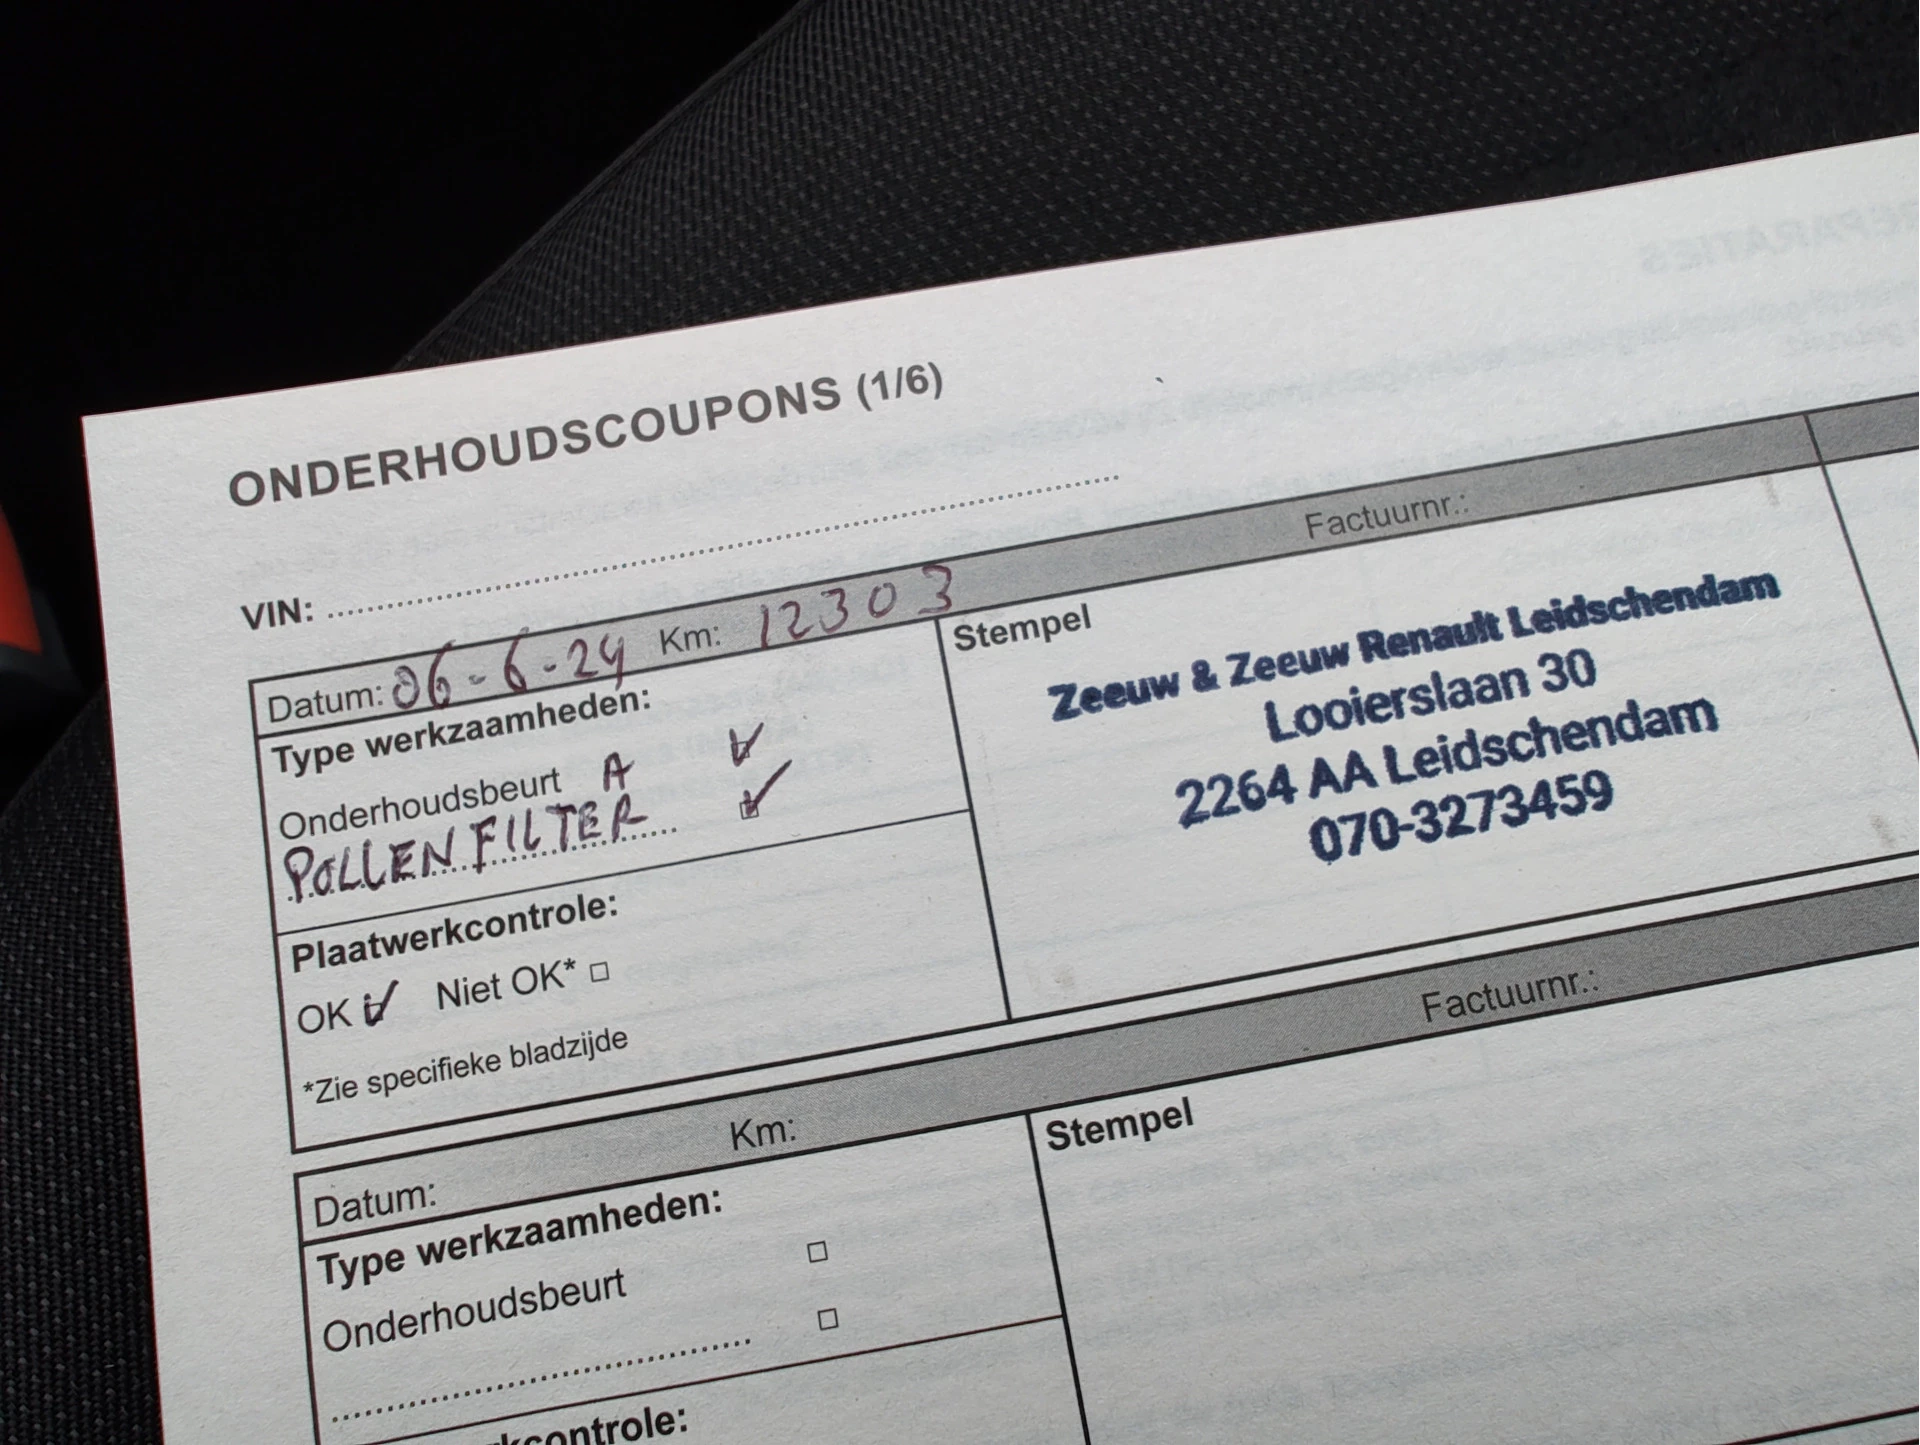 ONDERHOUDSCOUPONS (1/6)
VIN:
Datum: 06-6-24 Km: 12303 Factuurnr.:
Type werkzaamheden:
Onderhoudsbeurt A
POLLENFILTER
Plaatwerkcontrole:
OK Niet OK*
*Zie specifieke bladzijde
Stempel
Zeeuw & Zeeuw Renault Leidschendam
Looierslaan 30
2264 AA Leidschendam
070-3273459
Datum: Km: Factuurnr.:
Type werkzaamheden:
Onderhoudsbeurt
kcontrole:
Stempel